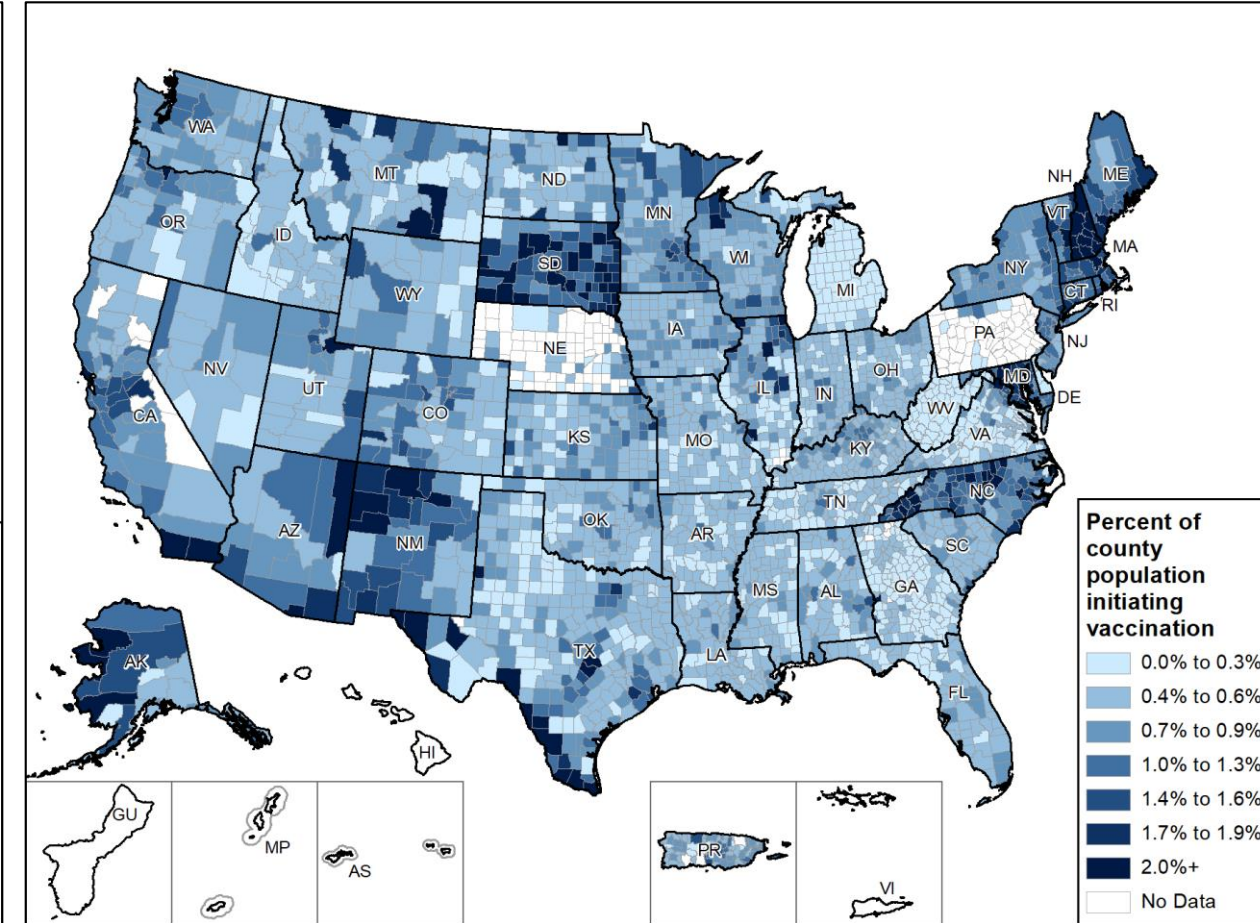 WA
MT
ND
MN
OR
ID
SD
WI
WY
MI
NH
VT
ME
NY
MA
CT
RI
IA
NE
PA
NJ
NV
UT
CO
IL
IN
OH
MD
DE
CA
KS
MO
WV
VA
KY
AZ
NM
OK
AR
TN
NC
SC
TX
LA
MS
AL
GA
FL
AK
HI
GU
MP
AS
PR
VI
Percent of
county
population
initiating
vaccination
0.0% to 0.3%
0.4% to 0.6%
0.7% to 0.9%
1.0% to 1.3%
1.4% to 1.6%
1.7% to 1.9%
2.0%+
No Data